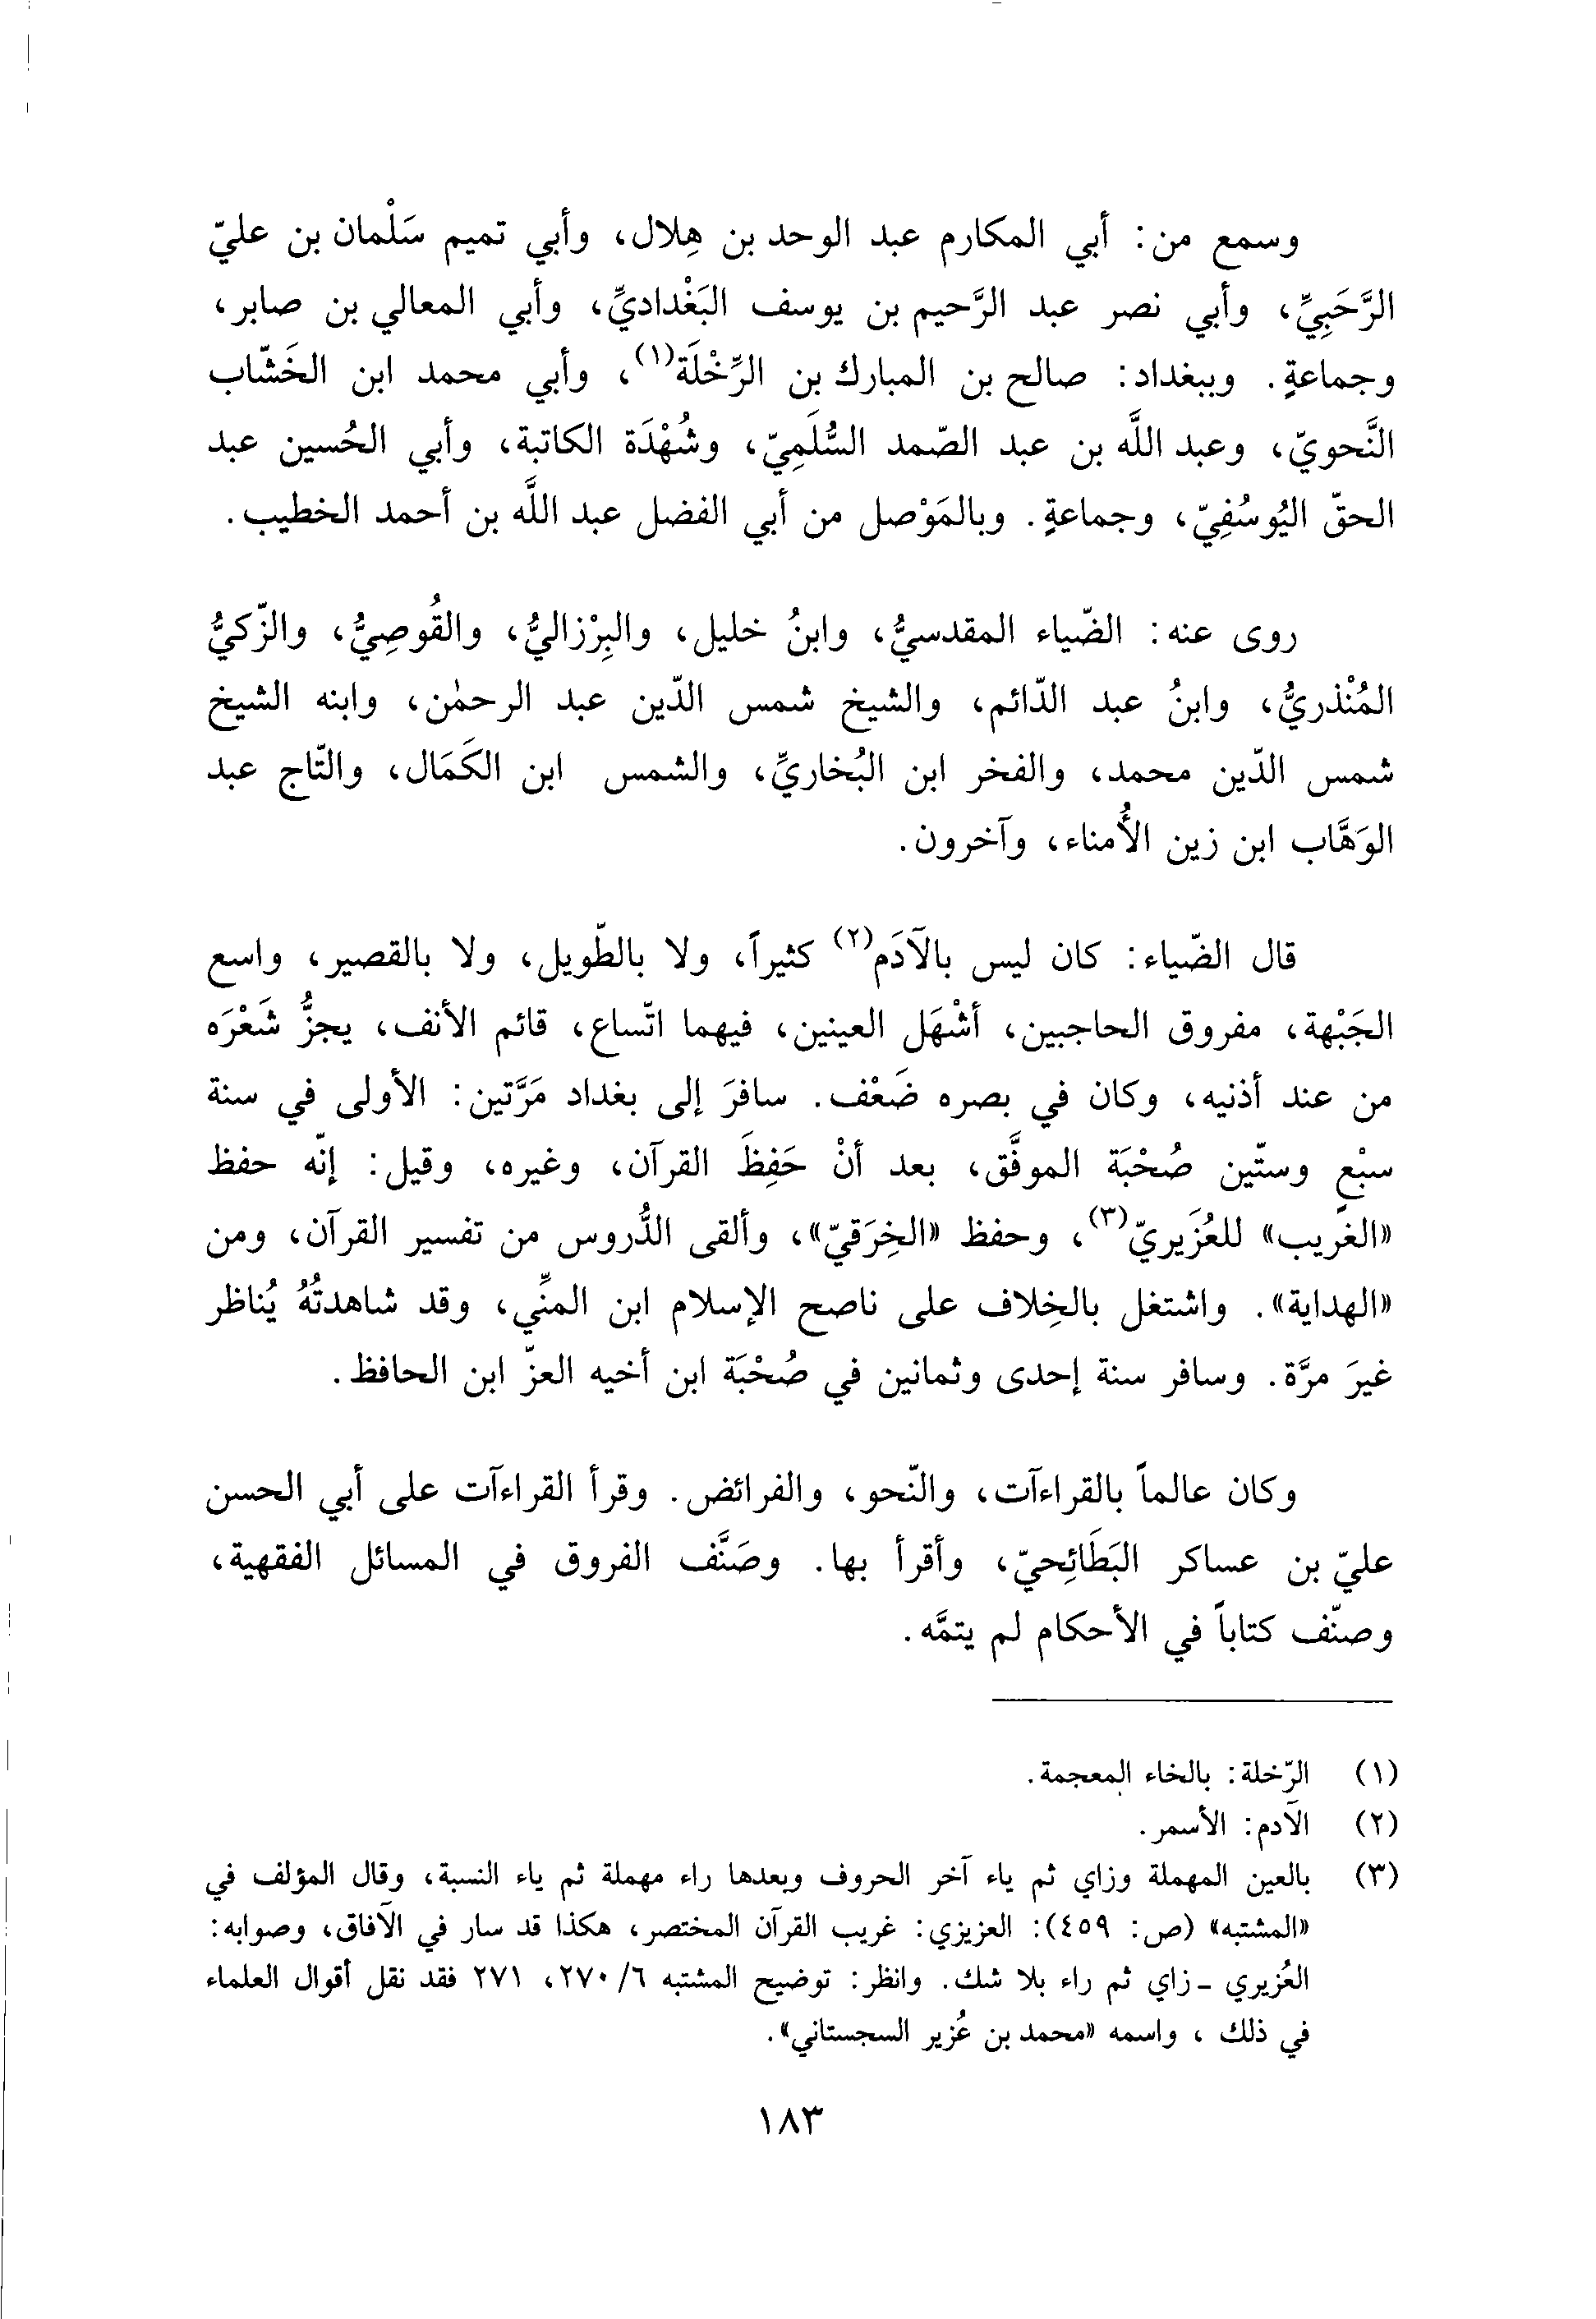 وسمع من: أبي المكارم عبد الوحد بن هِلال، وأبي تميم سَلْمان بن عليّ
الرَّحَبِيِّ، وأبي نصر عبد الرَّحيم بن يوسف البَغْداديِّ، وأبي المعالي بن صابر،
وجماعةٍ. وببغداد: صالح بن المبارك بن الرِّخْلَة(١)، وأبي محمد ابن الخَشّاب
النَّحويّ، وعبد اللَّه بن عبد الصّمد السُّلَمِيّ، وشُهْدَة الكاتبة، وأبي الحُسين عبد
الحقّ اليُوسُفِيّ، وجماعةٍ. وبالمَوْصل من أبي الفضل عبد اللَّه بن أحمد الخطيب.
روى عنه: الضّياء المقدسيُّ، وابنُ خليل، والبِرْزاليُّ، والقُوصِيُّ، والزّكيُّ
المُنْذريُّ، وابنُ عبد الدّائم، والشيخ شمس الدّين عبد الرحمٰن، وابنه الشيخ
شمس الدّين محمد، والفخر ابن البُخاريِّ، والشمس ابن الكَمَال، والتّاج عبد
الوَهَّاب ابن زين الأُمناء، وآخرون.
قال الضّياء: كان ليس بالآدَم(٢) كثيراً، ولا بالطّويل، ولا بالقصير، واسع
الجَبْهة، مفروق الحاجبين، أشْهَل العينين، فيهما اتّساع، قائم الأنف، يجزُّ شَعْرَه
من عند أذنيه، وكان في بصره ضَعْف. سافرَ إلى بغداد مَرَّتين: الأولى في سنة
سبْعٍ وستّين صُحْبَة الموفَّق، بعد أنْ حَفِظَ القرآن، وغيره، وقيل: إنّه حفظ
«الغريب» للعُزَيريّ(٣)، وحفظ «الخِرَقيّ»، وألقى الدُّروس من تفسير القرآن، ومن
«الهداية». واشتغل بالخِلاف على ناصح الإسلام ابن المنِّي، وقد شاهدتُهُ يُناظر
غيرَ مرَّة. وسافر سنة إحدى وثمانين في صُحْبَة ابن أخيه العزّ ابن الحافظ.
وكان عالماً بالقراءآت، والنّحو، والفرائض. وقرأ القراءآت على أبي الحسن
عليّ بن عساكر البَطَائِحيّ، وأقرأ بها. وصَنَّف الفروق في المسائل الفقهية،
وصنّف كتاباً في الأحكام لم يتمَّه.
(١) الرّخلة: بالخاء المعجمة.
(٢) الآدم: الأسمر.
(٣) بالعين المهملة وزاي ثم ياء آخر الحروف وبعدها راء مهملة ثم ياء النسبة، وقال المؤلف في
«المشتبه» (ص: ٤٥٩): العزيزي: غريب القرآن المختصر، هكذا قد سار في الآفاق، وصوابه:
العُزيري - زاي ثم راء بلا شك. وانظر: توضيح المشتبه ٦/ ٢٧٠، ٢٧١ فقد نقل أقوال العلماء
في ذلك ، واسمه «محمد بن عُزير السجستاني».
١٨٣